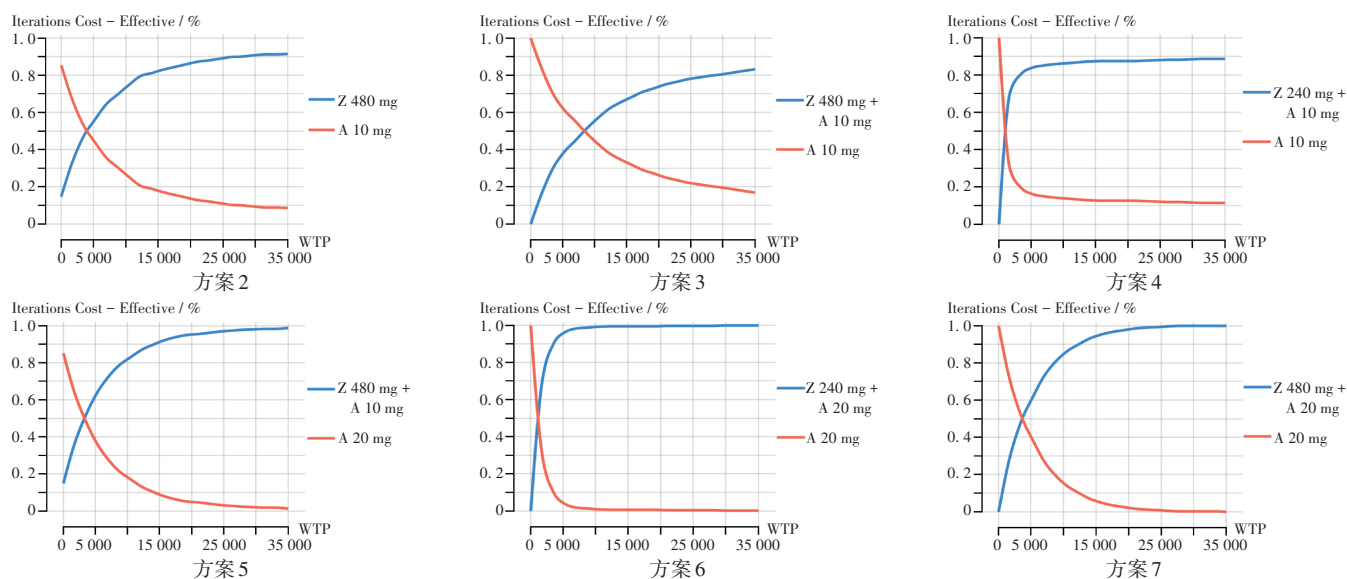 Iterations Cost – Effective / %
1. 0
0. 8
0. 6
0. 4
0. 2
0
Z 480 mg
A 10 mg
WTP
0 5 000 15 000 25 000 35 000
方案2
Iterations Cost – Effective / %
1. 0
0. 8
0. 6
0. 4
0. 2
0
Z 480 mg +
A 10 mg
A 10 mg
WTP
0 5 000 15 000 25 000 35 000
方案3
Iterations Cost – Effective / %
1. 0
0. 8
0. 6
0. 4
0. 2
0
Z 240 mg +
A 10 mg
A 10 mg
WTP
0 5 000 15 000 25 000 35 000
方案4
Iterations Cost – Effective / %
1. 0
0. 8
0. 6
0. 4
0. 2
0
Z 480 mg +
A 10 mg
A 20 mg
WTP
0 5 000 15 000 25 000 35 000
方案5
Iterations Cost – Effective / %
1. 0
0. 8
0. 6
0. 4
0. 2
0
Z 240 mg +
A 20 mg
A 20 mg
WTP
0 5 000 15 000 25 000 35 000
方案6
Iterations Cost – Effective / %
1. 0
0. 8
0. 6
0. 4
0. 2
0
Z 480 mg +
A 20 mg
A 20 mg
WTP
0 5 000 15 000 25 000 35 000
方案7